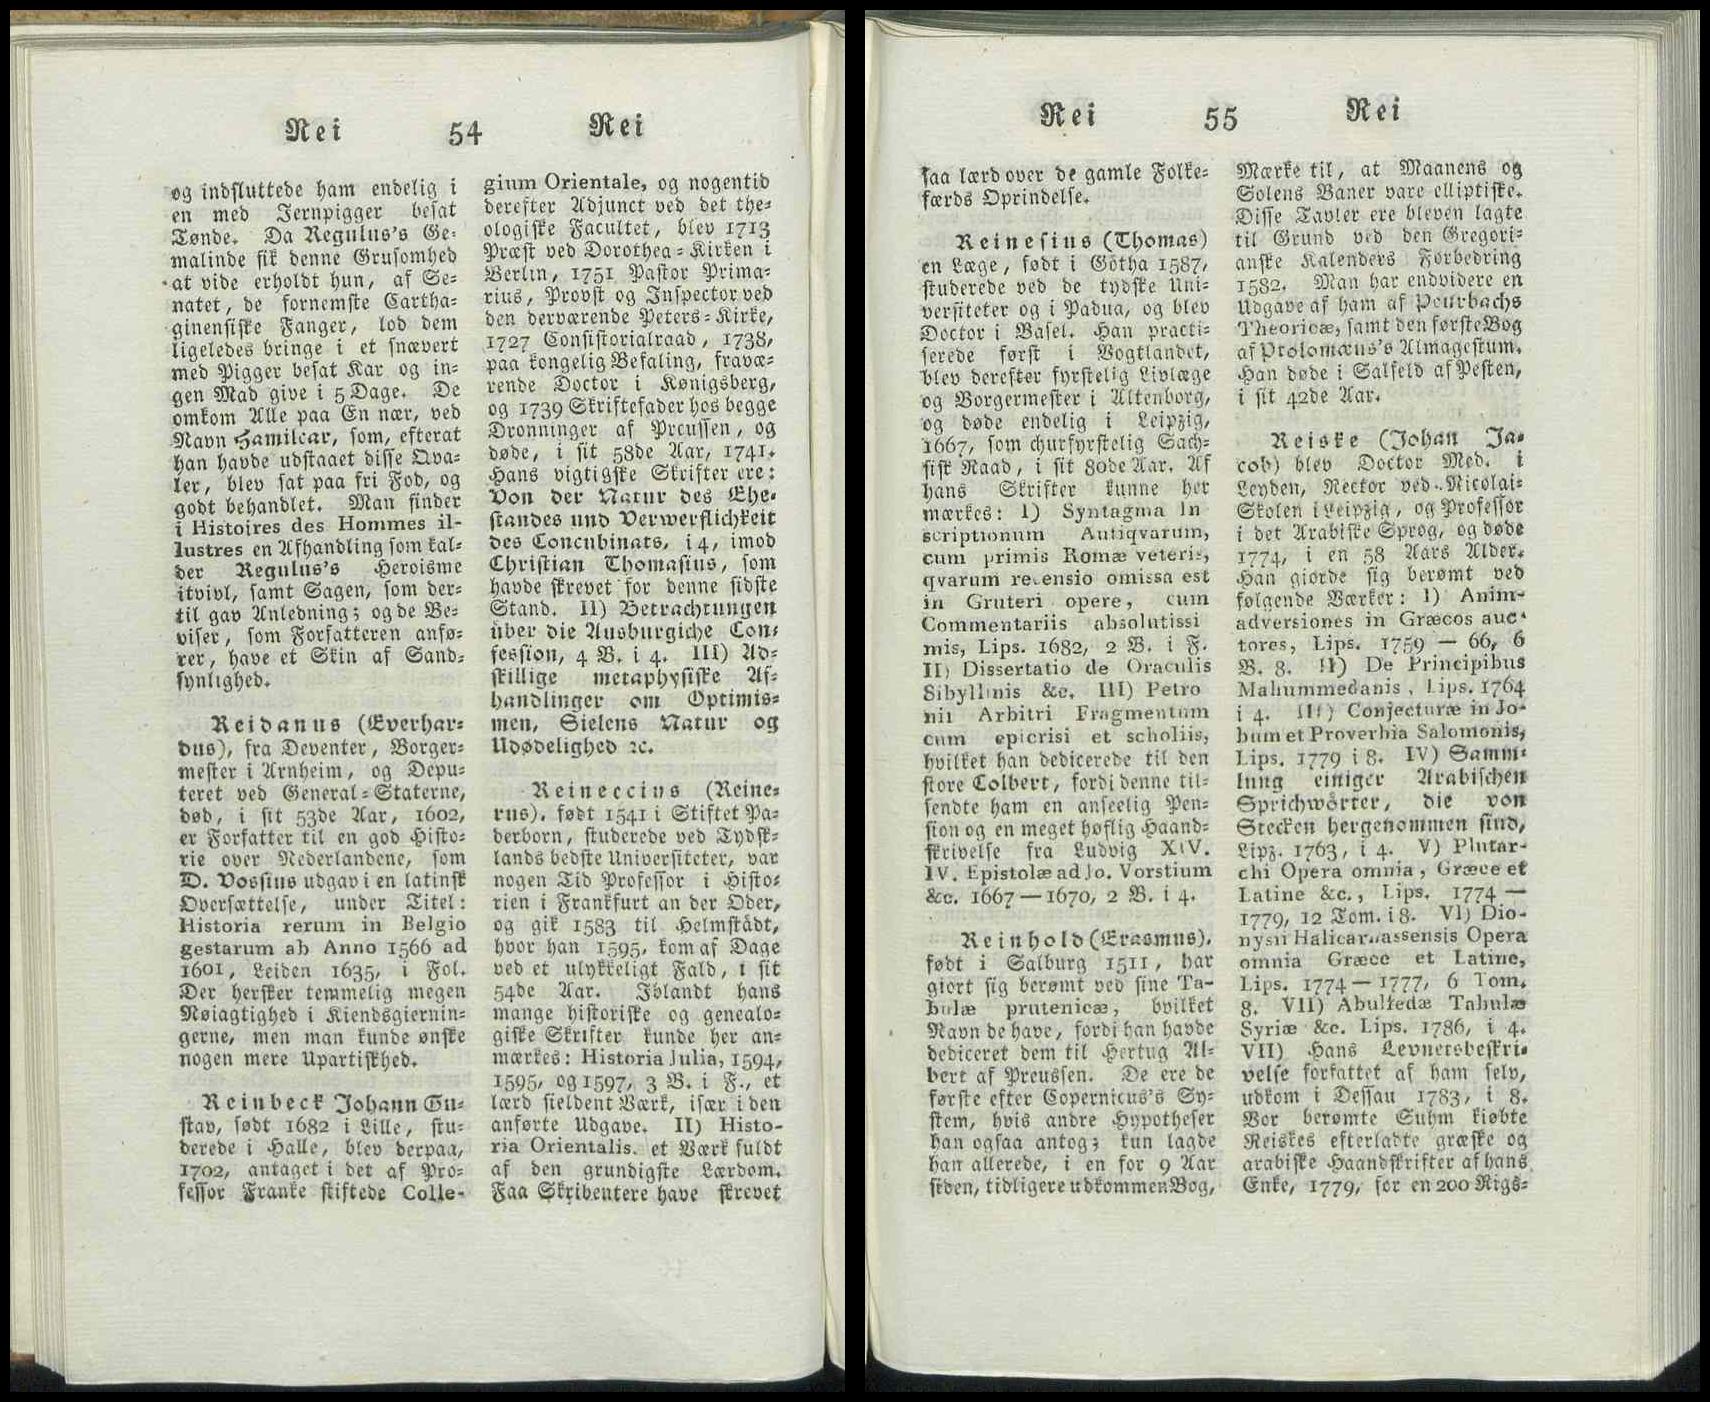 Rei 54 Rei
og indsluttede ham endelig i
en med Jernpigger besat
Tønde. Da Regulus's Ge-
malinde fik denne Grusomhed
at vide erholdt hun, af Se-
natet, de fornemste Cartha-
ginensiske Fanger, lod dem
ligeledes bringe i et snævert
med Pigger besat Kar og in-
gen Mad give i 5 Dage. De
omkom Alle paa En nær, ved
Navn Hamilcar, som, efterat
han havde udstaaet disse Qva-
ler, blev sat paa fri Fod, og
godt behandlet. Man finder
i Histoires des Hommes il-
lustres en Afhandling som kal-
der Regulus's Heroisme
itvivl, samt Sagen, som der-
til gav Anledning; og de Be-
viser, som Forfatteren anfø-
rer, have et Skin af Sand-
synlighed.
Reidanus (Everhar-
dus), fra Deventer, Borger-
mester i Arnheim, og Depu-
teret ved General-Staterne,
død, i sit 53de Aar, 1602,
er Forfatter til en god Histo-
rie over Nederlandene, som
D. Vossius udgav i en latinsk
Oversættelse, under Titel:
Historia rerum in Belgio
gestarum ab Anno 1566 ad
1601, Leiden 1635, i Fol.
Der hersker temmelig megen
Nøiagtighed i Kiendsgiernin-
gerne, men man kunde ønske
nogen mere Upartiskhed.
Reinbeck Johann Gu-
stav, født 1682 i Lille, stu-
derede i Halle, blev derpaa,
1702, antaget i det af Pro-
fessor Franke stiftede Colle-
gium Orientale, og nogentid
derefter Adjunct ved det the-
ologiske Facultet, blev 1713
Præst ved Dorothea-Kirken i
Berlin, 1751 Pastor Prima-
rius, Provst og Inspector ved
den derværende Peters-Kirke,
1727 Consistorialraad, 1738,
paa kongelig Befaling, fravæ-
rende Doctor i Kønigsberg,
og 1739 Skriftefader hos begge
Dronninger af Preussen, og
døde, i sit 58de Aar, 1741.
Hans vigtigste Skrifter ere:
Von der Natur des Ehe-
standes und Verwerflichkeit
des Concubinats, i 4, imod
Christian Thomasius, som
havde skrevet for denne sidste
Stand. II) Betrachtungen
über die Ausburgiche Con-
fession, 4 B. i 4. III) Ad-
skillige metaphysiske Af-
handlinger om Optimis-
men, Sielens Natur og
Udødelighed ꝛc.
Reineccius (Reine-
rus), født 1541 i Stiftet Pa-
derborn, studerede ved Tydsk-
lands bedste Universiteter, var
nogen Tid Professor i Histo-
rien i Frankfurt an der Oder,
og gik 1583 til Helmstådt,
hvor han 1595, kom af Dage
ved et ulykkeligt Fald, i sit
54de Aar. Iblandt hans
mange historiske og genealo-
giske Skrifter kunde her an-
mærkes: Historia Julia, 1594,
1595, og 1597, 3 B. i F., et
lærd sieldent Værk, især i den
anførte Udgave. II) Histo-
ria Orientalis. et Værk fuldt
af den grundigste Lærdom.
Faa Skribentere have skrevet
Rei 55 Rei
saa lærd over de gamle Folke-
færds Oprindelse.
Reinesius (Thomas)
en Læge, født i Gotha 1587,
studerede ved de tydske Uni-
versiteter og i Padua, og blev
Doctor i Basel. Han practi-
serede først i Vogtlandet,
blev derefter fyrstelig Livlæge
og Borgermester i Altenborg,
og døde endelig i Leipzig,
1667, som churfyrstelig Sach-
sisk Raad, i sit 80de Aar. Af
hans Skrifter kunne her
mærkes: I) Syntagma In
scriptionum Antiqvarum,
cum primis Romæ veteris,
qvarum recensio omissa est
in Gruteri opere, cum
Commentariis absolutissi
mis, Lips. 1682, 2 B. i F.
II) Dissertatio de Oraculis
Sibyllinis &c. III) Petro
nii Arbitri Fragmentum
cum epicrisi et scholiis,
hvilket han dedicerede til den
store Colbert, fordi denne til-
sendte ham en anseelig Pen-
sion og en meget høflig Haand-
skrivelse fra Ludvig XIV.
IV. Epistolæ ad Jo. Vorstium
&c. 1667—1670, 2 B. i 4.
Reinhold (Erasmus),
født i Salburg 1511, har
giort sig berømt ved sine Ta-
bulæ prutenicæ, hvilket
Navn de have, fordi han havde
dediceret dem til Hertug Al-
bert af Preussen. De ere de
første efter Copernicus's Sy-
stem, hvis andre Hypotheser
han ogsaa antog; kun lagde
han allerede, i en for 9 Aar
siden, tidligere udkommen Bog,
Mærke til, at Maanens og
Solens Baner vare elliptiske.
Disse Tavler ere bleven lagte
til Grund ved den Gregori-
anske Kalenders Forbedring
1582. Man har endvidere en
Udgave af ham af Peurbachs
Theoricæ, samt den første Bog
af Ptolomæus's Almagestum.
Han døde i Salfeld af Pesten,
i sit 42de Aar.
Reiske (Johan Ja-
cob) blev Doctor Med. i
Leyden, Rector ved Nicolai-
Skolen i Leipzig, og Professor
i det Arabiske Sprog, og døde
1774, i en 58 Aars Alder.
Han giorde sig berømt ved
følgende Værker: I) Anim-
adversiones in Græcos auc-
tores, Lips. 1759 — 66, 6
B. 8. II) De Principibus
Mahummedanis, Lips. 1764
i 4. III) Conjecturæ in Jo-
bum et Proverbia Salomonis,
Lips. 1779 i 8. IV) Samm-
lung einiger Arabischen
Sprichwörter, die von
Stecken hergenommen sind,
Lipz. 1763, i 4. V) Plutar-
chi Opera omnia, Græce et
Latine &c., Lips. 1774 —
1779, 12 Tom. i 8. VI) Dio-
nysii Halicarnassensis Opera
omnia Græce et Latine,
Lips. 1774 — 1777, 6 Tom.
8. VII) Abulfedæ Tabulæ
Syriæ &c. Lips. 1786, i 4.
VII) Hans Levnetsbeskri-
velse forfattet af ham selv,
udkom i Dessau 1783, i 8.
Vor berømte Suhm kiøbte
Reiskes efterladte græske og
arabiske Haandskrifter af hans
Enke, 1779, for en 200 Rigs-